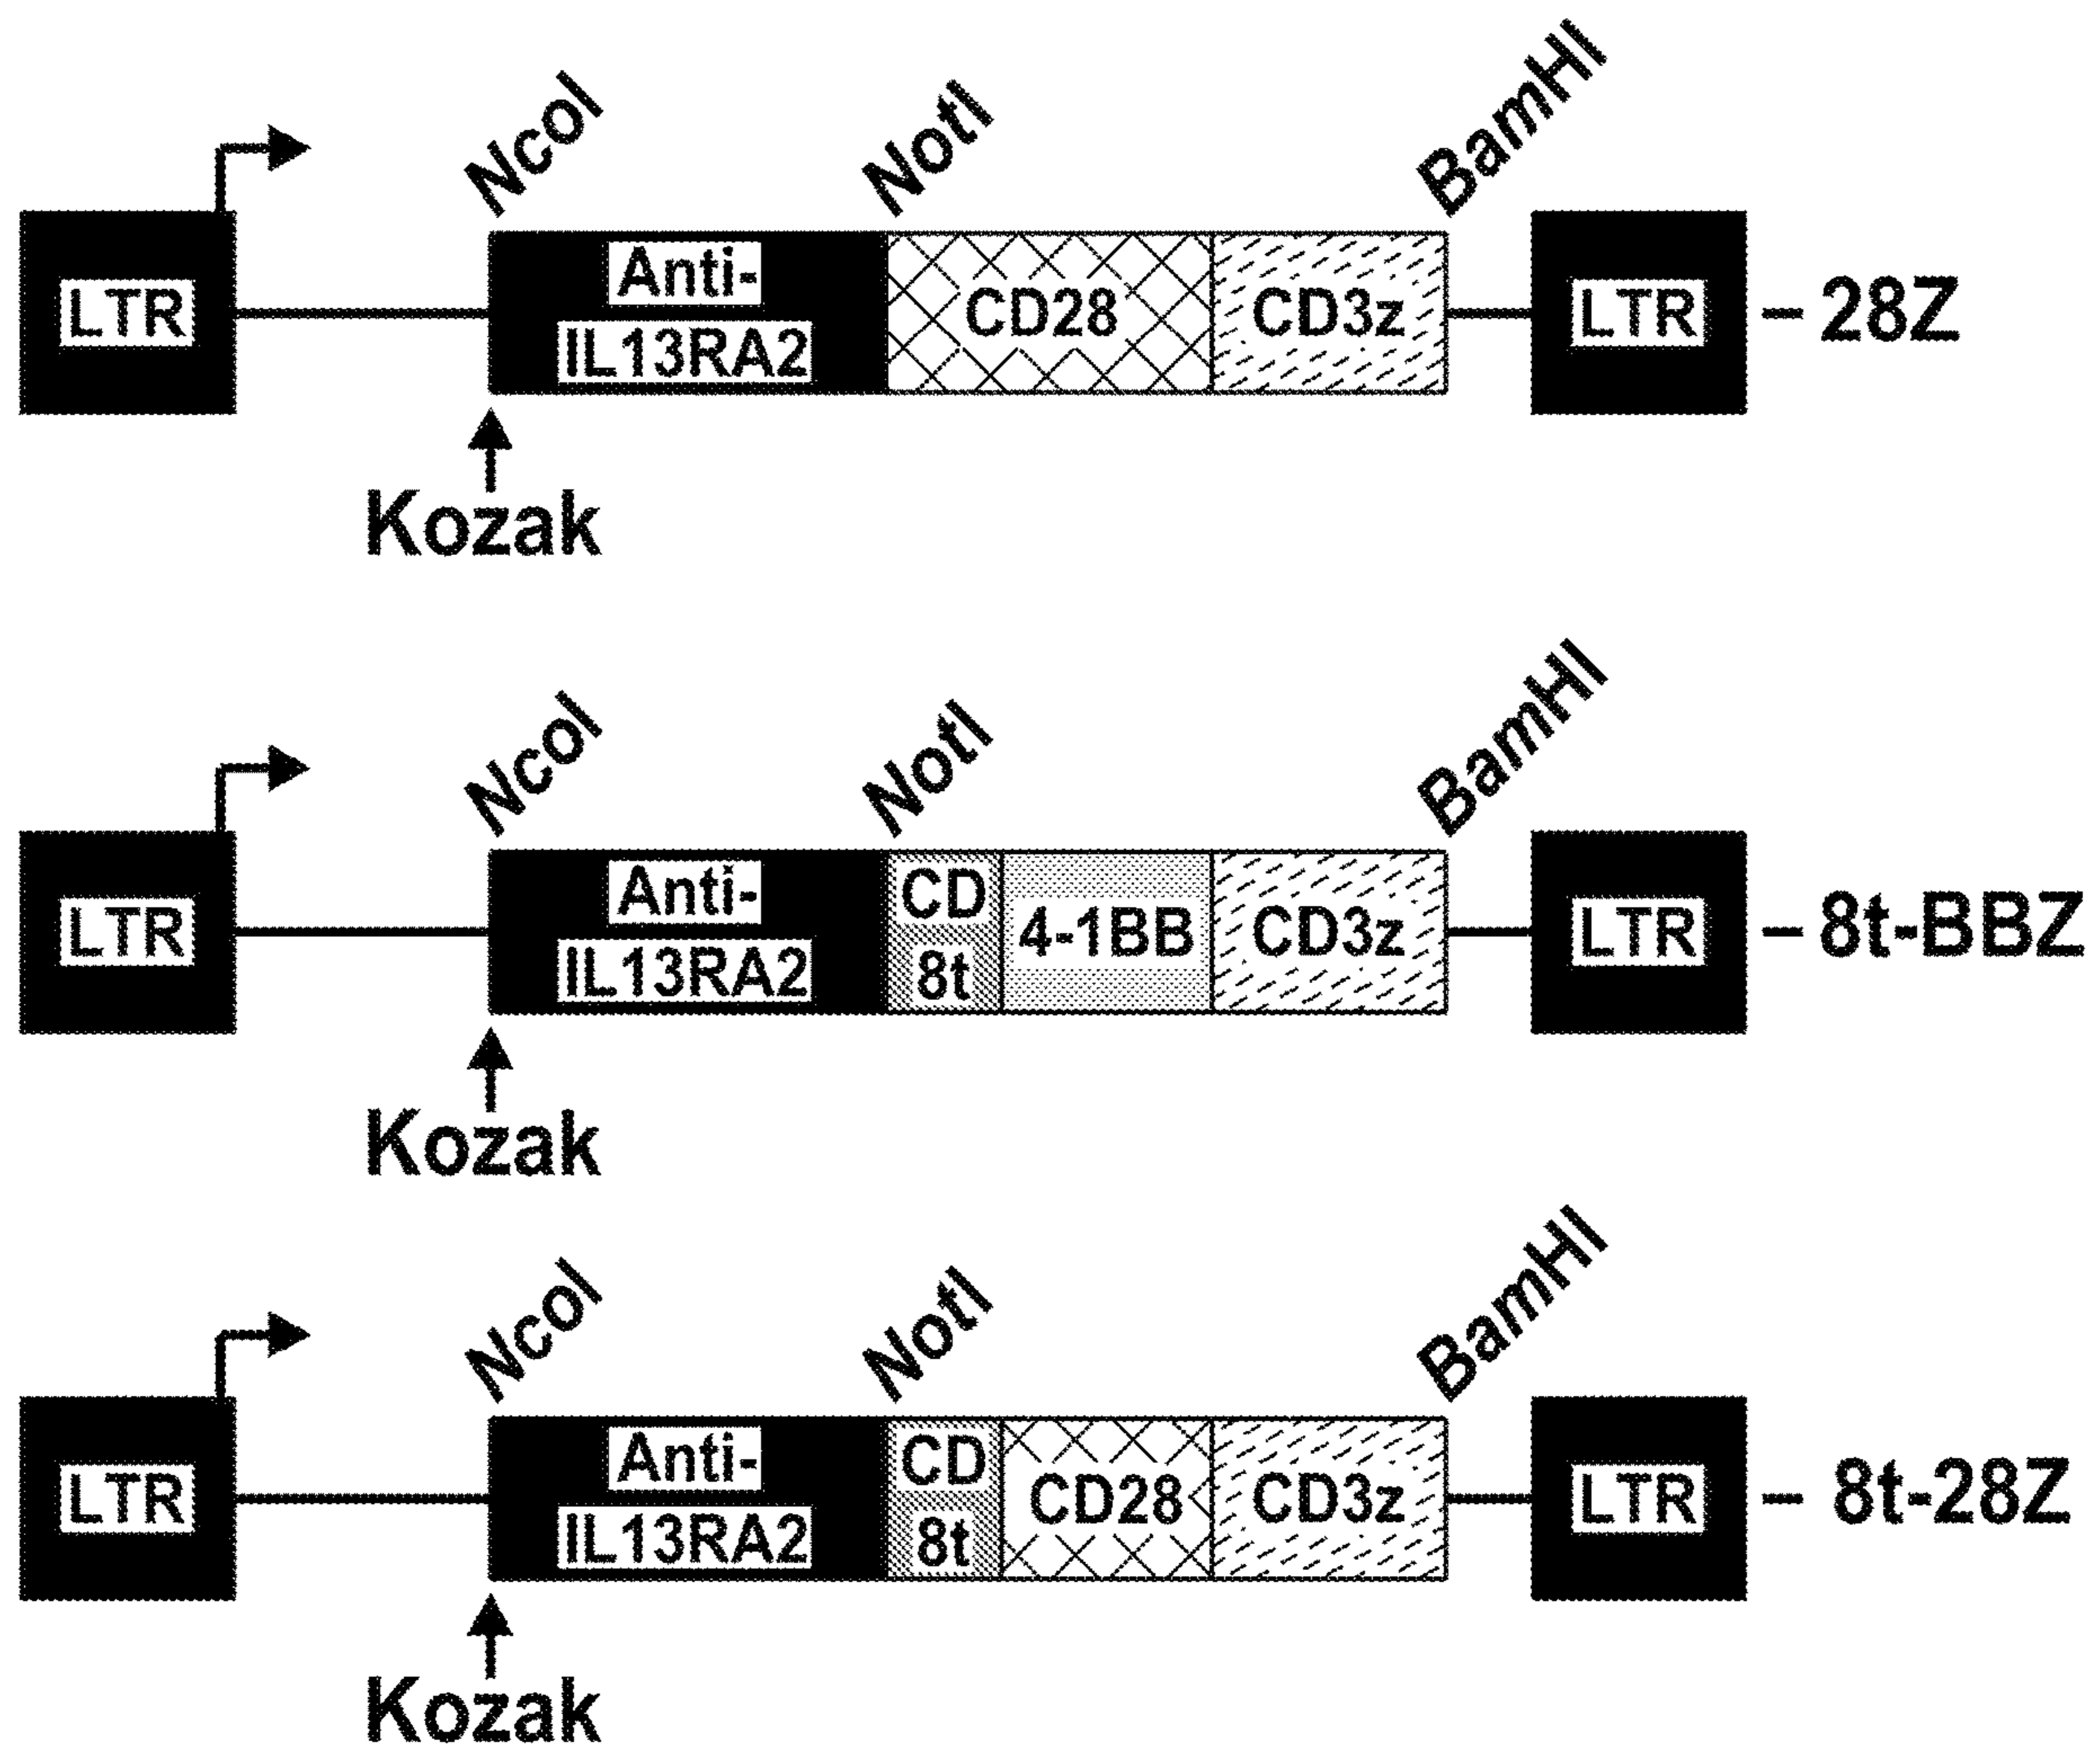 NcoI NotI BamHI
LTR Anti-IL13RA2 CD28 CD3z LTR – 28Z
Kozak
NcoI NotI BamHI
LTR Anti-IL13RA2 CD 8t 4-1BB CD3z LTR – 8t-BBZ
Kozak
NcoI NotI BamHI
LTR Anti-IL13RA2 CD 8t CD28 CD3z LTR – 8t-28Z
Kozak